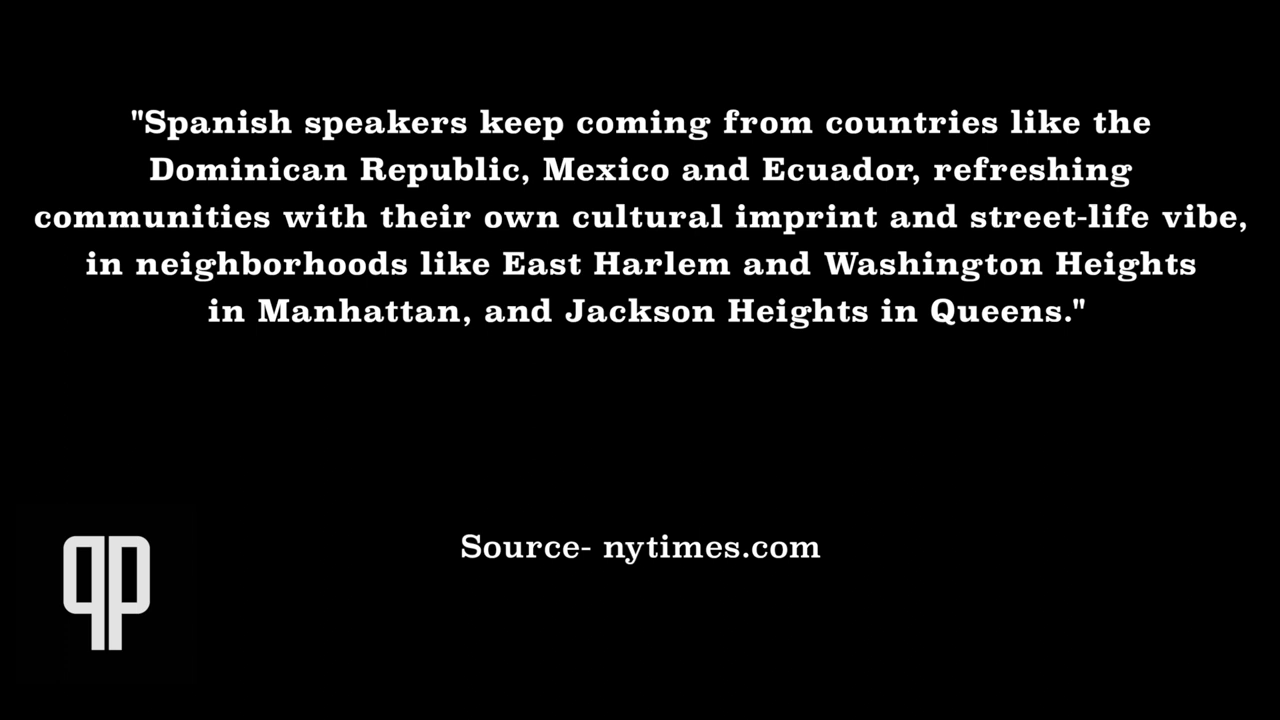 "Spanish speakers keep coming from countries like the
Dominican Republic, Mexico and Ecuador, refreshing
communities with their own cultural imprint and street-life vibe,
in neighborhoods like East Harlem and Washington Heights
in Manhattan, and Jackson Heights in Queens."
Source- nytimes.com
qp